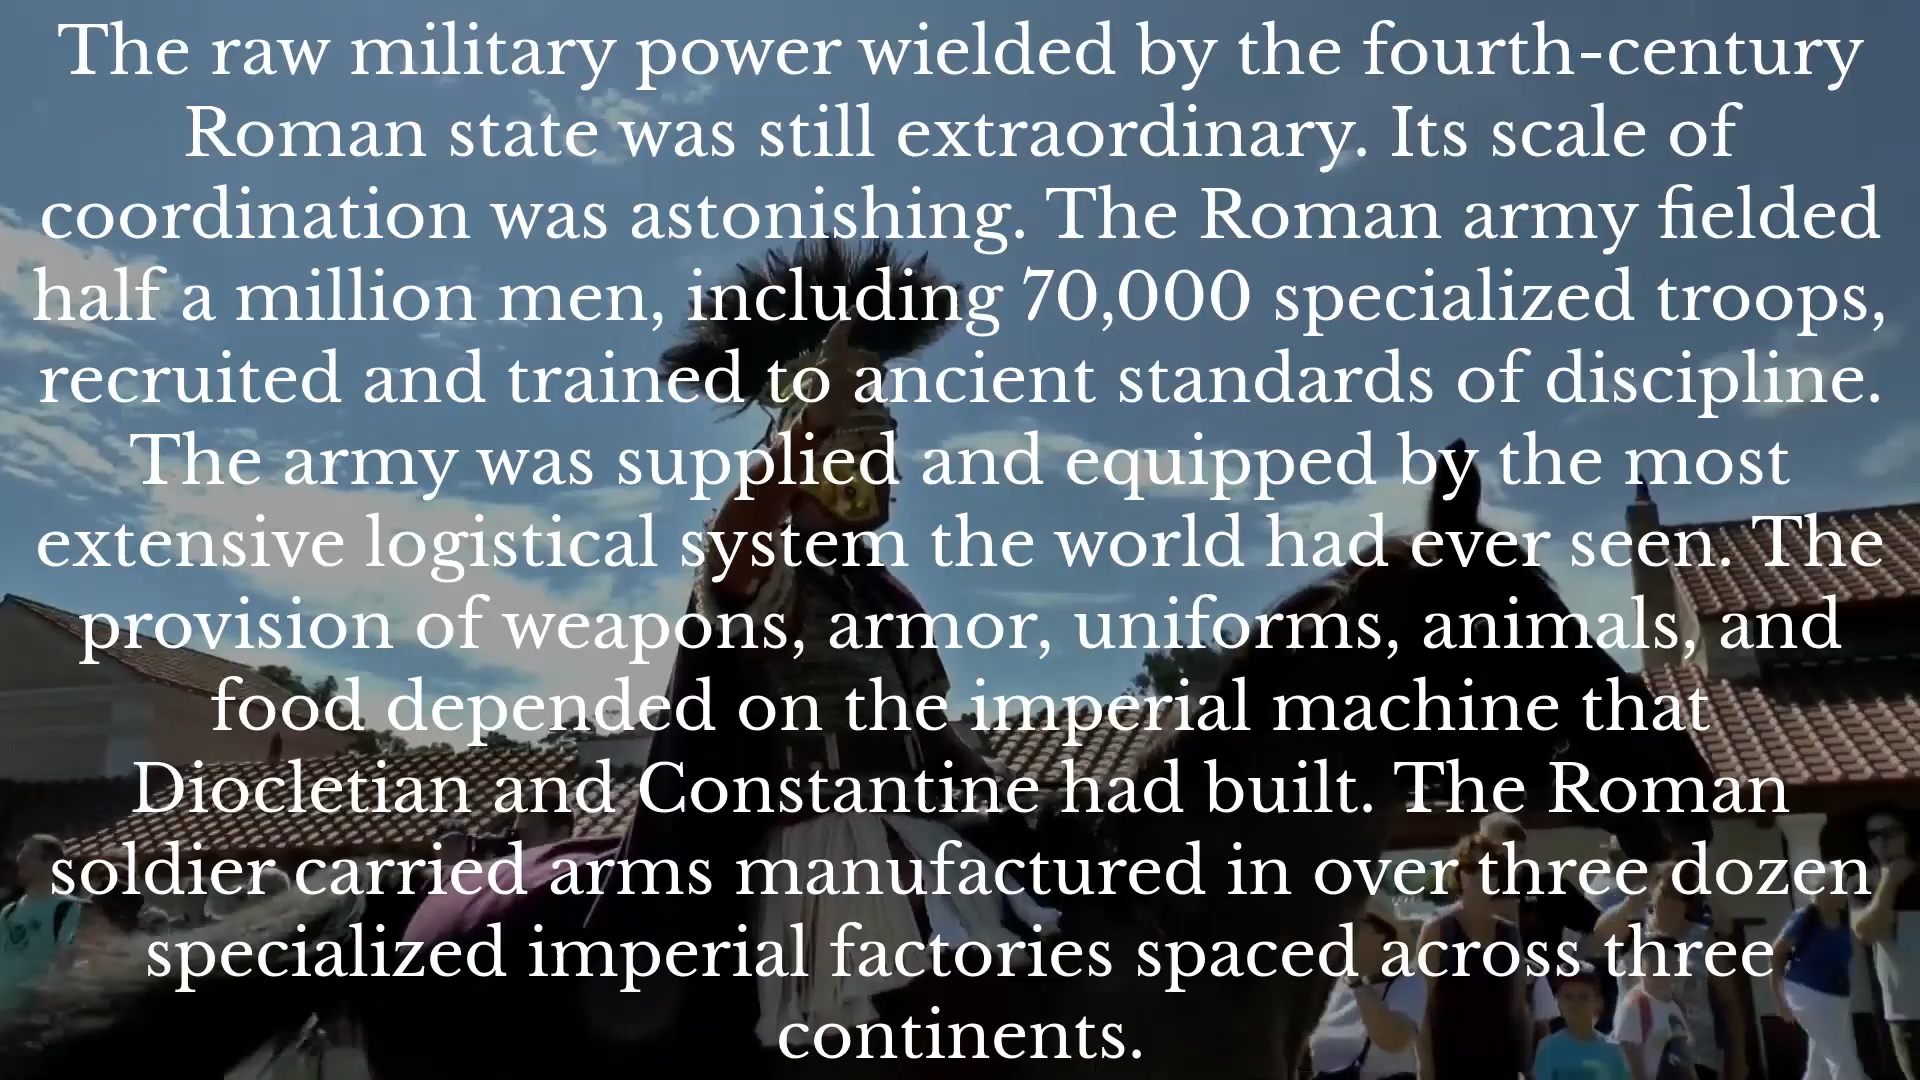 The raw military power wielded by the fourth-century
Roman state was still extraordinary. Its scale of
coordination was astonishing. The Roman army fielded
half a million men, including 70,000 specialized troops,
recruited and trained to ancient standards of discipline.
The army was supplied and equipped by the most
extensive logistical system the world had ever seen. The
provision of weapons, armor, uniforms, animals, and
food depended on the imperial machine that
Diocletian and Constantine had built. The Roman
soldier carried arms manufactured in over three dozen
specialized imperial factories spaced across three
continents.